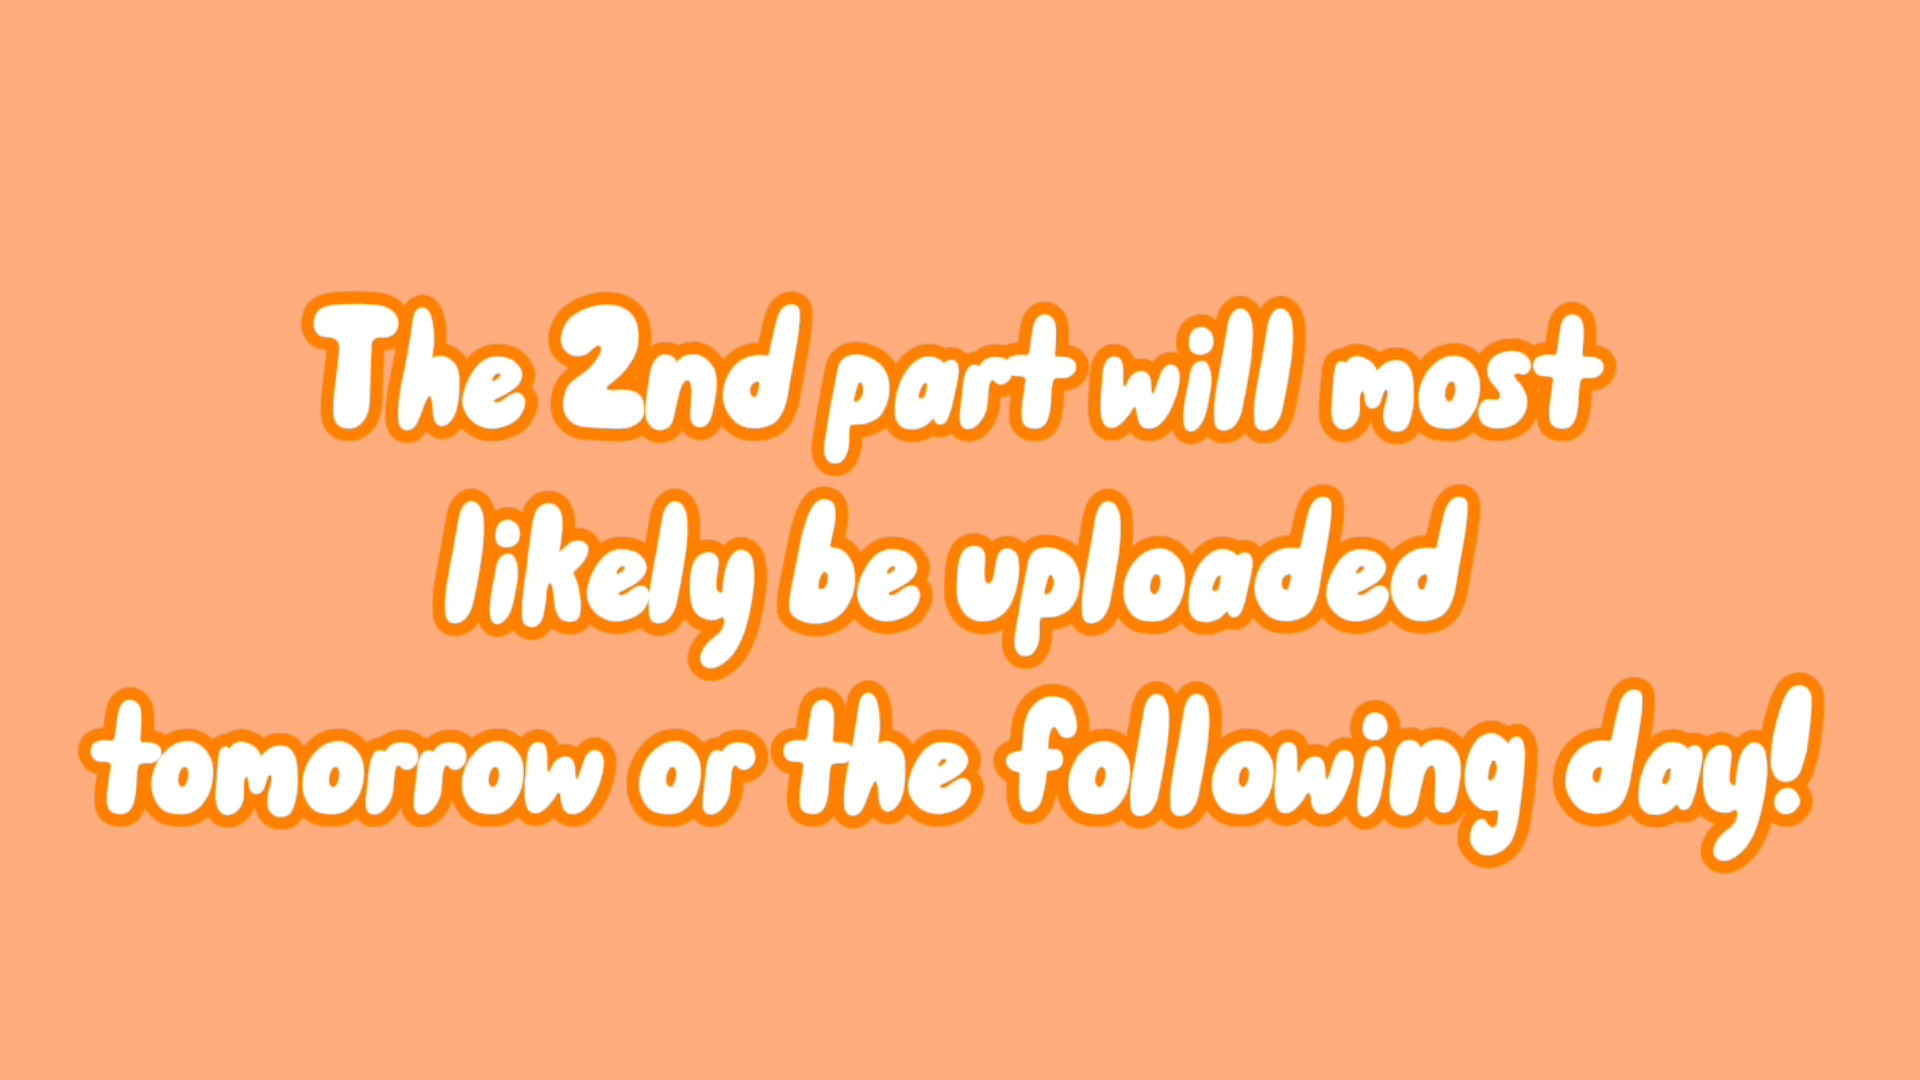 The 2nd part will most
likely be uploaded
tomorrow or the following day!